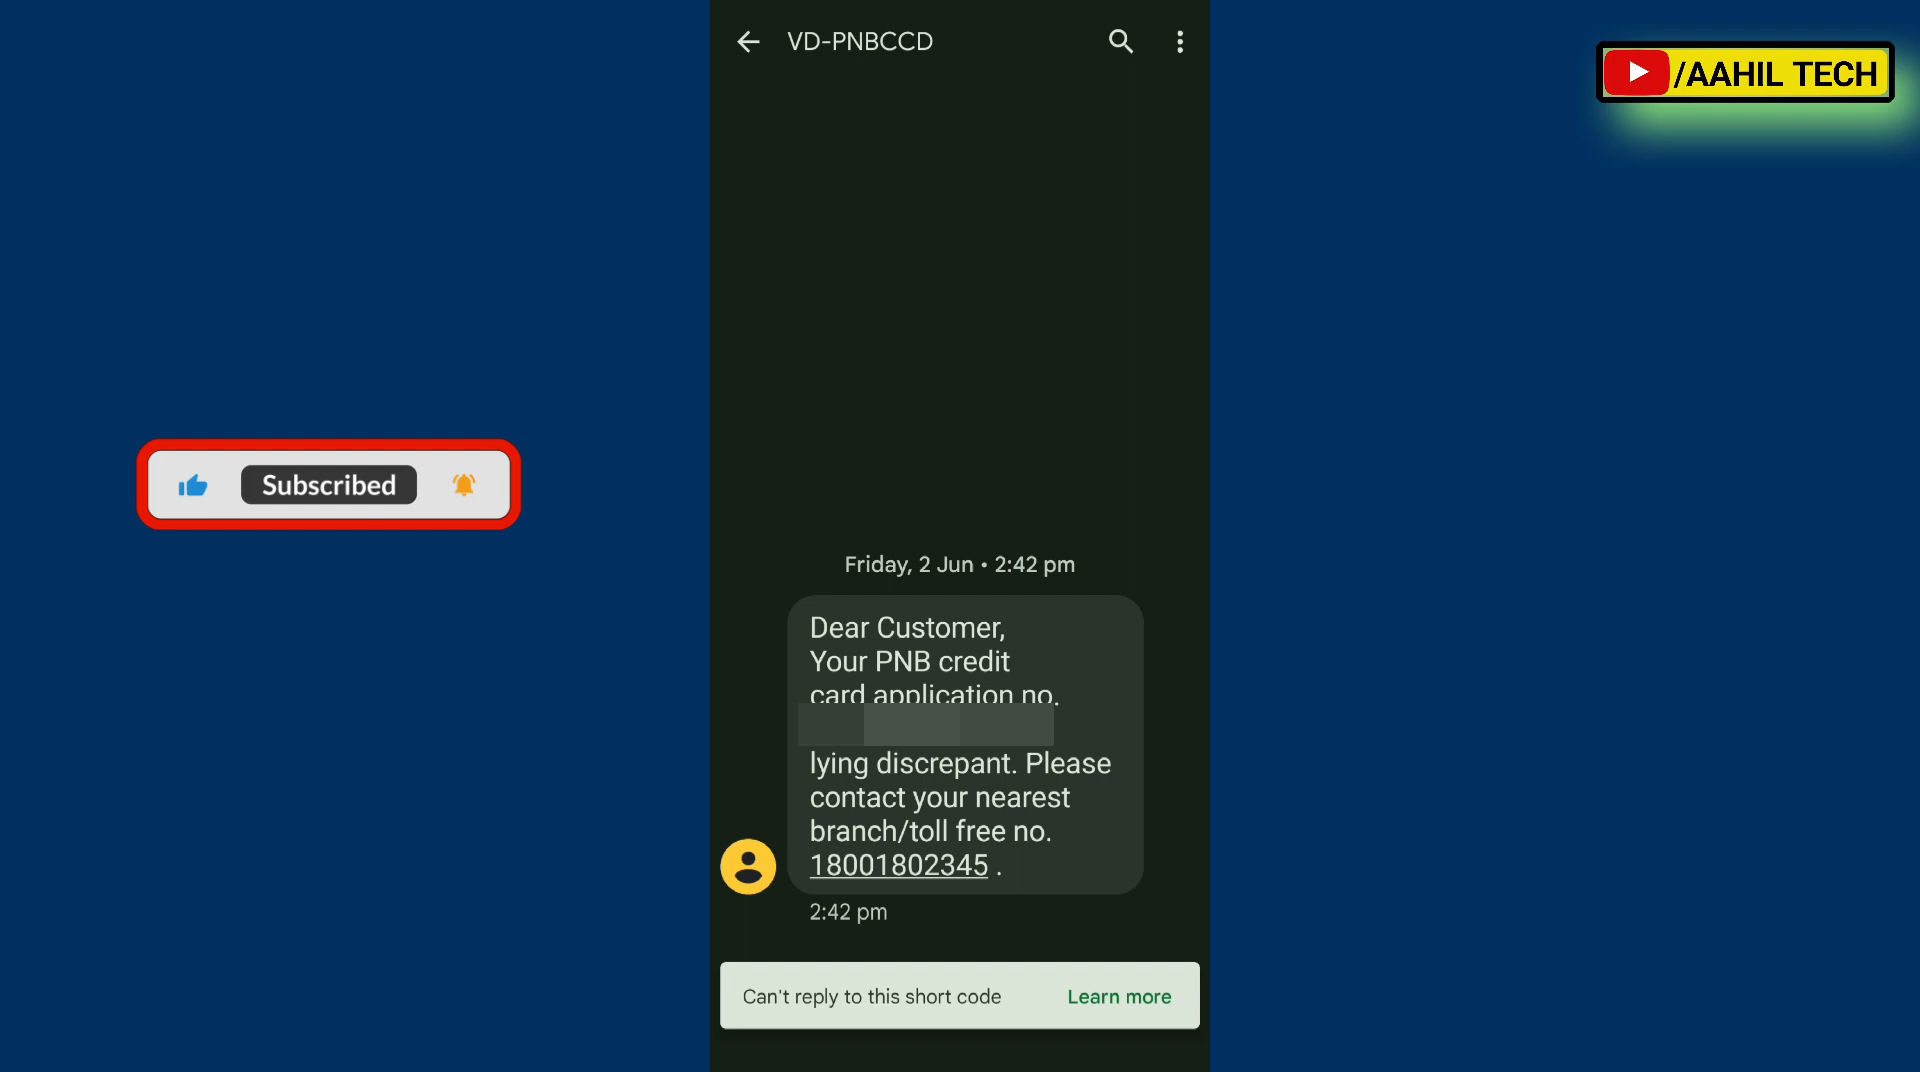 VD-PNBCCD
/AAHIL TECH
Subscribed
Friday, 2 Jun • 2:42 pm
Dear Customer,
Your PNB credit
card application no.
lying discrepant. Please
contact your nearest
branch/toll free no.
18001802345 .
2:42 pm
Can't reply to this short code
Learn more